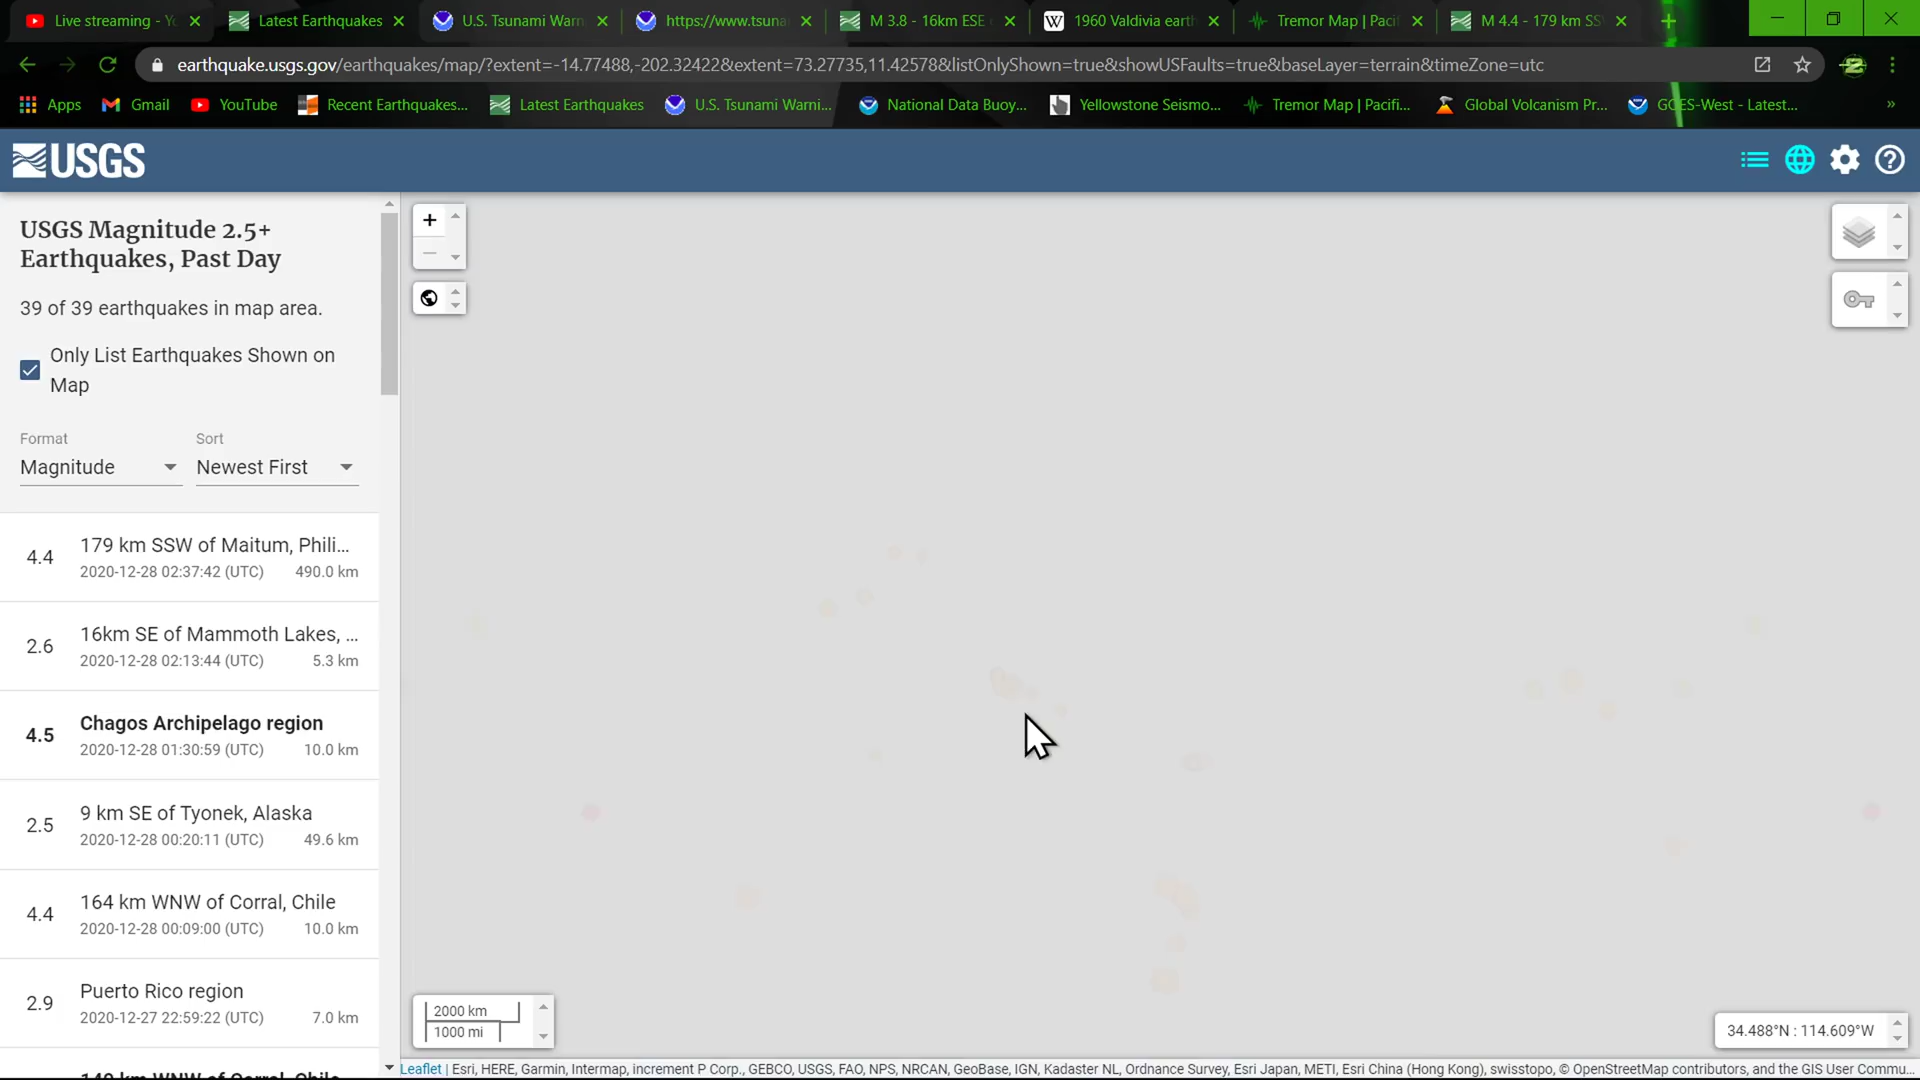 Live streaming - Y
Latest Earthquakes
U.S. Tsunami Warn
https://www.tsuna
M 3.8 - 16km ESE
1960 Valdivia earth
Tremor Map | Paci
M 4.4 - 179 km SS
earthquake.usgs.gov/earthquakes/map/?extent=-14.77488,-202.32422&extent=73.27735,11.42578&listOnlyShown=true&showUSFaults=true&baseLayer=terrain&timeZone=utc
Apps
Gmail
YouTube
Recent Earthquakes...
Latest Earthquakes
U.S. Tsunami Warni...
National Data Buoy...
Yellowstone Seismo...
Tremor Map | Pacifi...
Global Volcanism Pr...
GOES-West - Latest...
»
USGS
USGS Magnitude 2.5+
Earthquakes, Past Day
39 of 39 earthquakes in map area.
Only List Earthquakes Shown on
Map
Format
Sort
Magnitude
Newest First
4.4
179 km SSW of Maitum, Phili...
2020-12-28 02:37:42 (UTC) 490.0 km
2.6
16km SE of Mammoth Lakes, ...
2020-12-28 02:13:44 (UTC) 5.3 km
4.5
Chagos Archipelago region
2020-12-28 01:30:59 (UTC) 10.0 km
2.5
9 km SE of Tyonek, Alaska
2020-12-28 00:20:11 (UTC) 49.6 km
4.4
164 km WNW of Corral, Chile
2020-12-28 00:09:00 (UTC) 10.0 km
2.9
Puerto Rico region
2020-12-27 22:59:22 (UTC) 7.0 km
140 km WNW of Corral, Chile
2000 km
1000 mi
34.488°N : 114.609°W
Leaflet | Esri, HERE, Garmin, Intermap, increment P Corp., GEBCO, USGS, FAO, NPS, NRCAN, GeoBase, IGN, Kadaster NL, Ordnance Survey, Esri Japan, METI, Esri China (Hong Kong), swisstopo, © OpenStreetMap contributors, and the GIS User Commu...